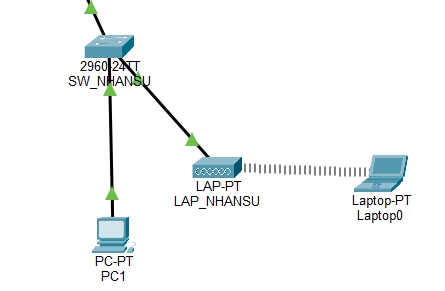 2960-24TT
SW_NHANSU
LAP-PT
LAP_NHANSU
Laptop-PT
Laptop0
PC-PT
PC1